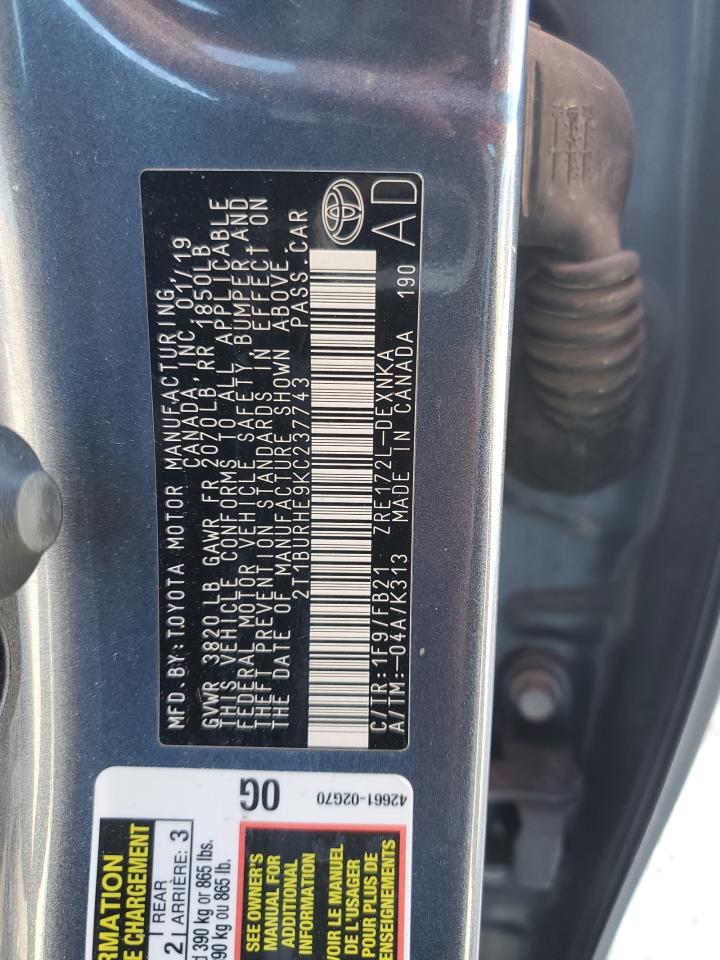 MFD. BY: TOYOTA MOTOR MANUFACTURING,
CANADA, INC. 01/19
GVWR 3820LB GAWR FR 2070LB RR 1850LB
THIS VEHICLE CONFORMS TO ALL APPLICABLE
FEDERAL MOTOR VEHICLE SAFETY, BUMPER, AND
THEFT PREVENTION STANDARDS IN EFFECT ON
THE DATE OF MANUFACTURE SHOWN ABOVE.
2T1BURHE9KC237743 PASS. CAR
C/TR: 1F9/FB21 ZRE172L-DEXNKA
A/TM: -04A/K313 MADE IN CANADA 190
AD
0G
42661-02G70
CHARGEMENT
2 REAR
ARRIÈRE: 3
390 kg or 865 lbs.
390 kg ou 865 lb.
SEE OWNER'S
MANUAL FOR
ADDITIONAL
INFORMATION
VOIR LE MANUEL
DE L'USAGER
POUR PLUS DE
RENSEIGNEMENTS